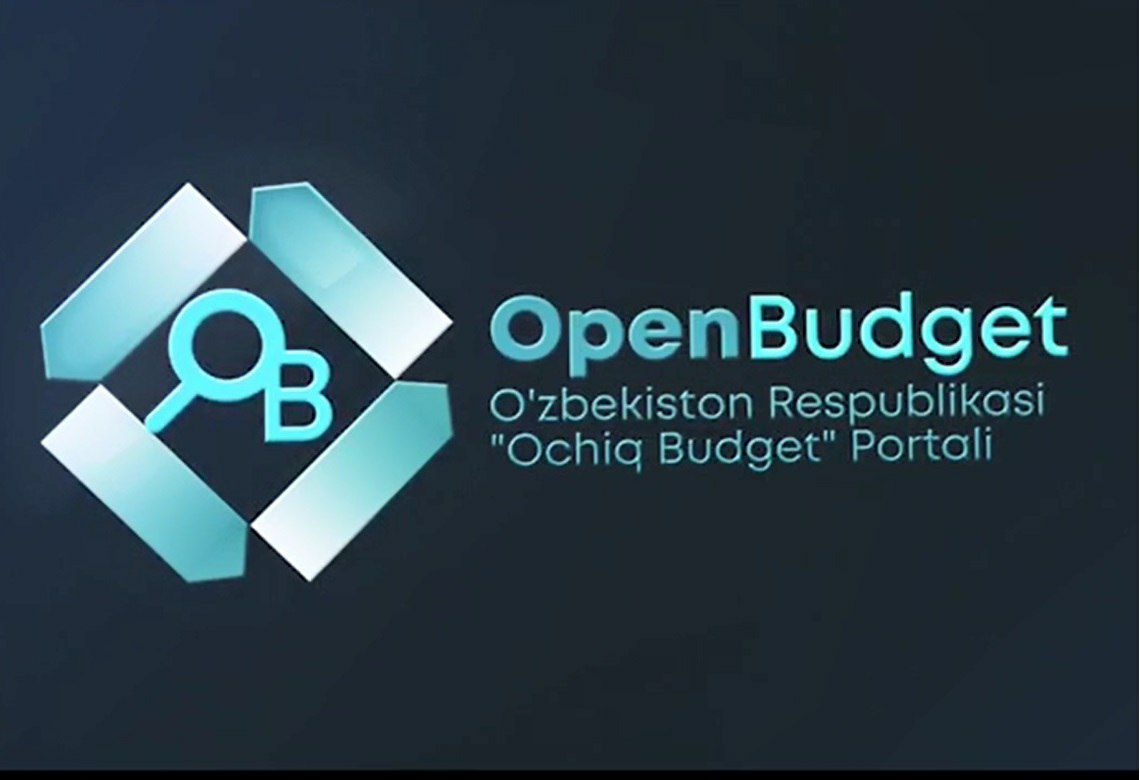 OB
OpenBudget
O'zbekiston Respublikasi
"Ochiq Budget" Portali